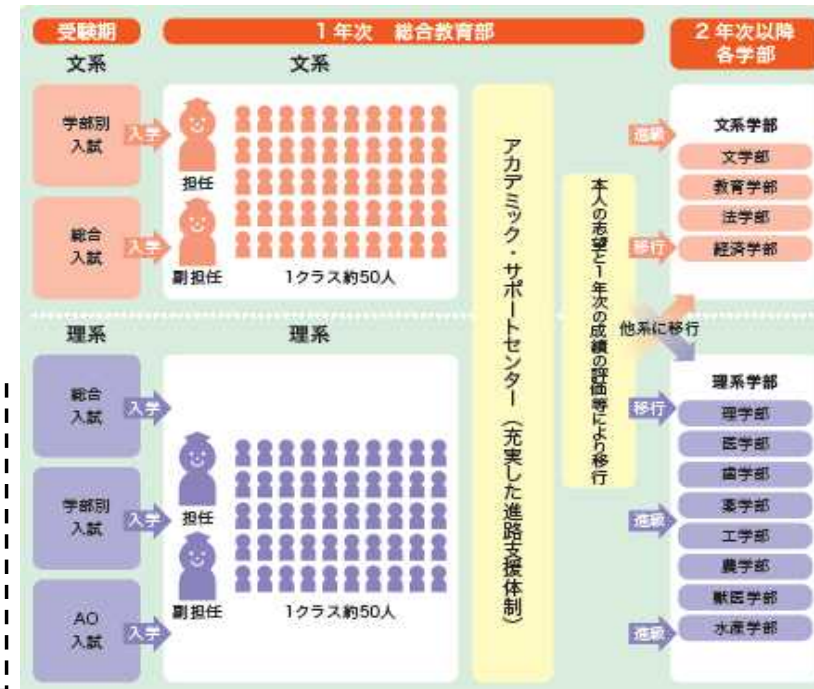 受験期
1年次 総合教育部
2年次以降
各学部
文系
文系
学部別
入試
入学
担任
総合
入試
入学
副担任
1クラス約50人
アカデミック・サポートセンター（充実した進路支援体制）
本人の志望と1年次の成績の評価等により移行
進級
移行
文系学部
文学部
教育学部
法学部
経済学部
他系に移行
理系
理系
総合
入試
入学
学部別
入試
入学
担任
AO
入試
入学
副担任
1クラス約50人
移行
進級
進級
理系学部
理学部
医学部
歯学部
薬学部
工学部
農学部
獣医学部
水産学部